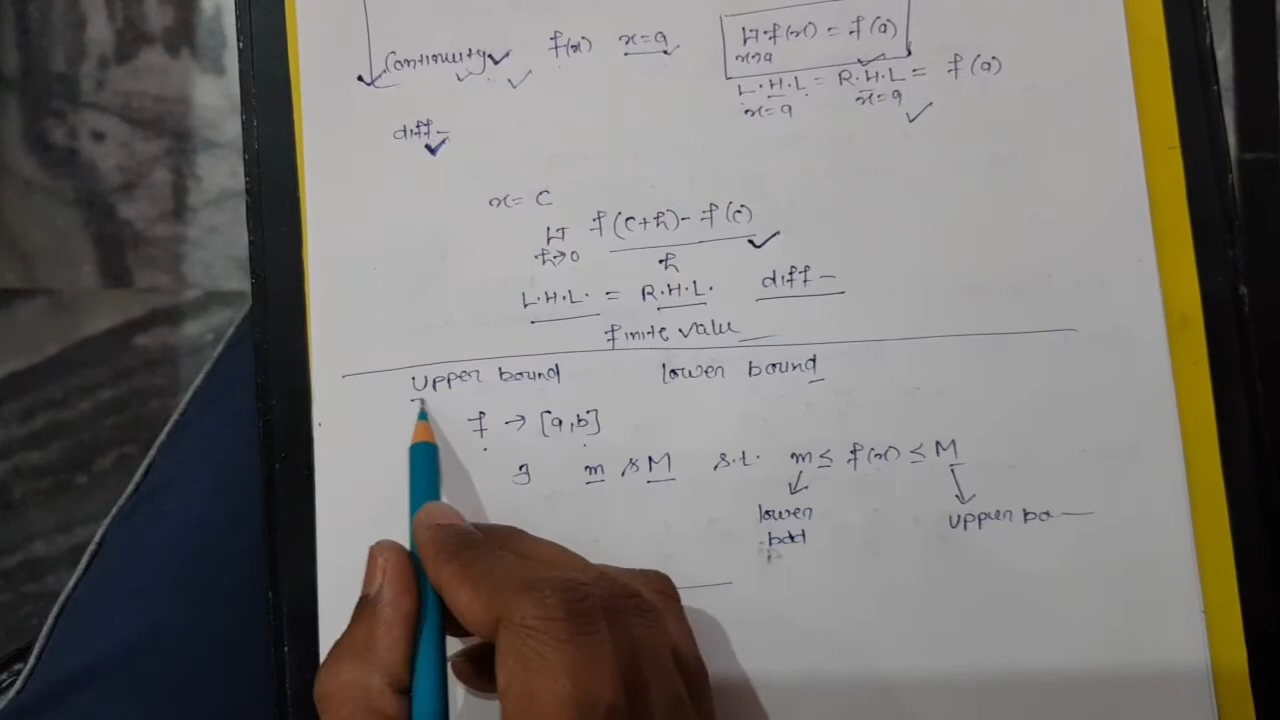 Continuity f(x) x=a
Lt f(x) = f(a)
x→a
L.H.L = R.H.L = f(a)
x=a x=a
diff-
x = c
Lt f(c+h) - f(c)
h→0 h
L.H.L. = R.H.L. diff-
finite value
Upper bound lower bound
f → [a,b]
∃ m & M s.t. m ≤ f(x) ≤ M
lower upper bo—
bdd